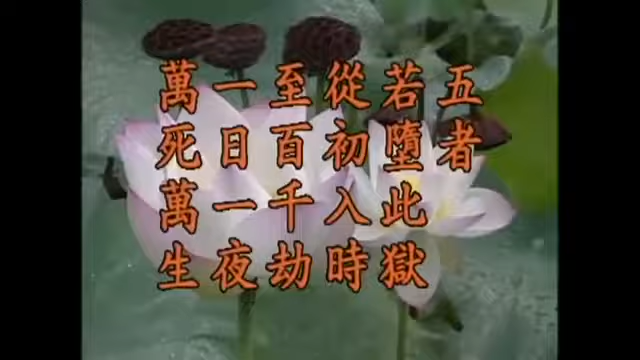 五者
若墮此獄
從初入時
至百千劫
一日一夜
萬死萬生